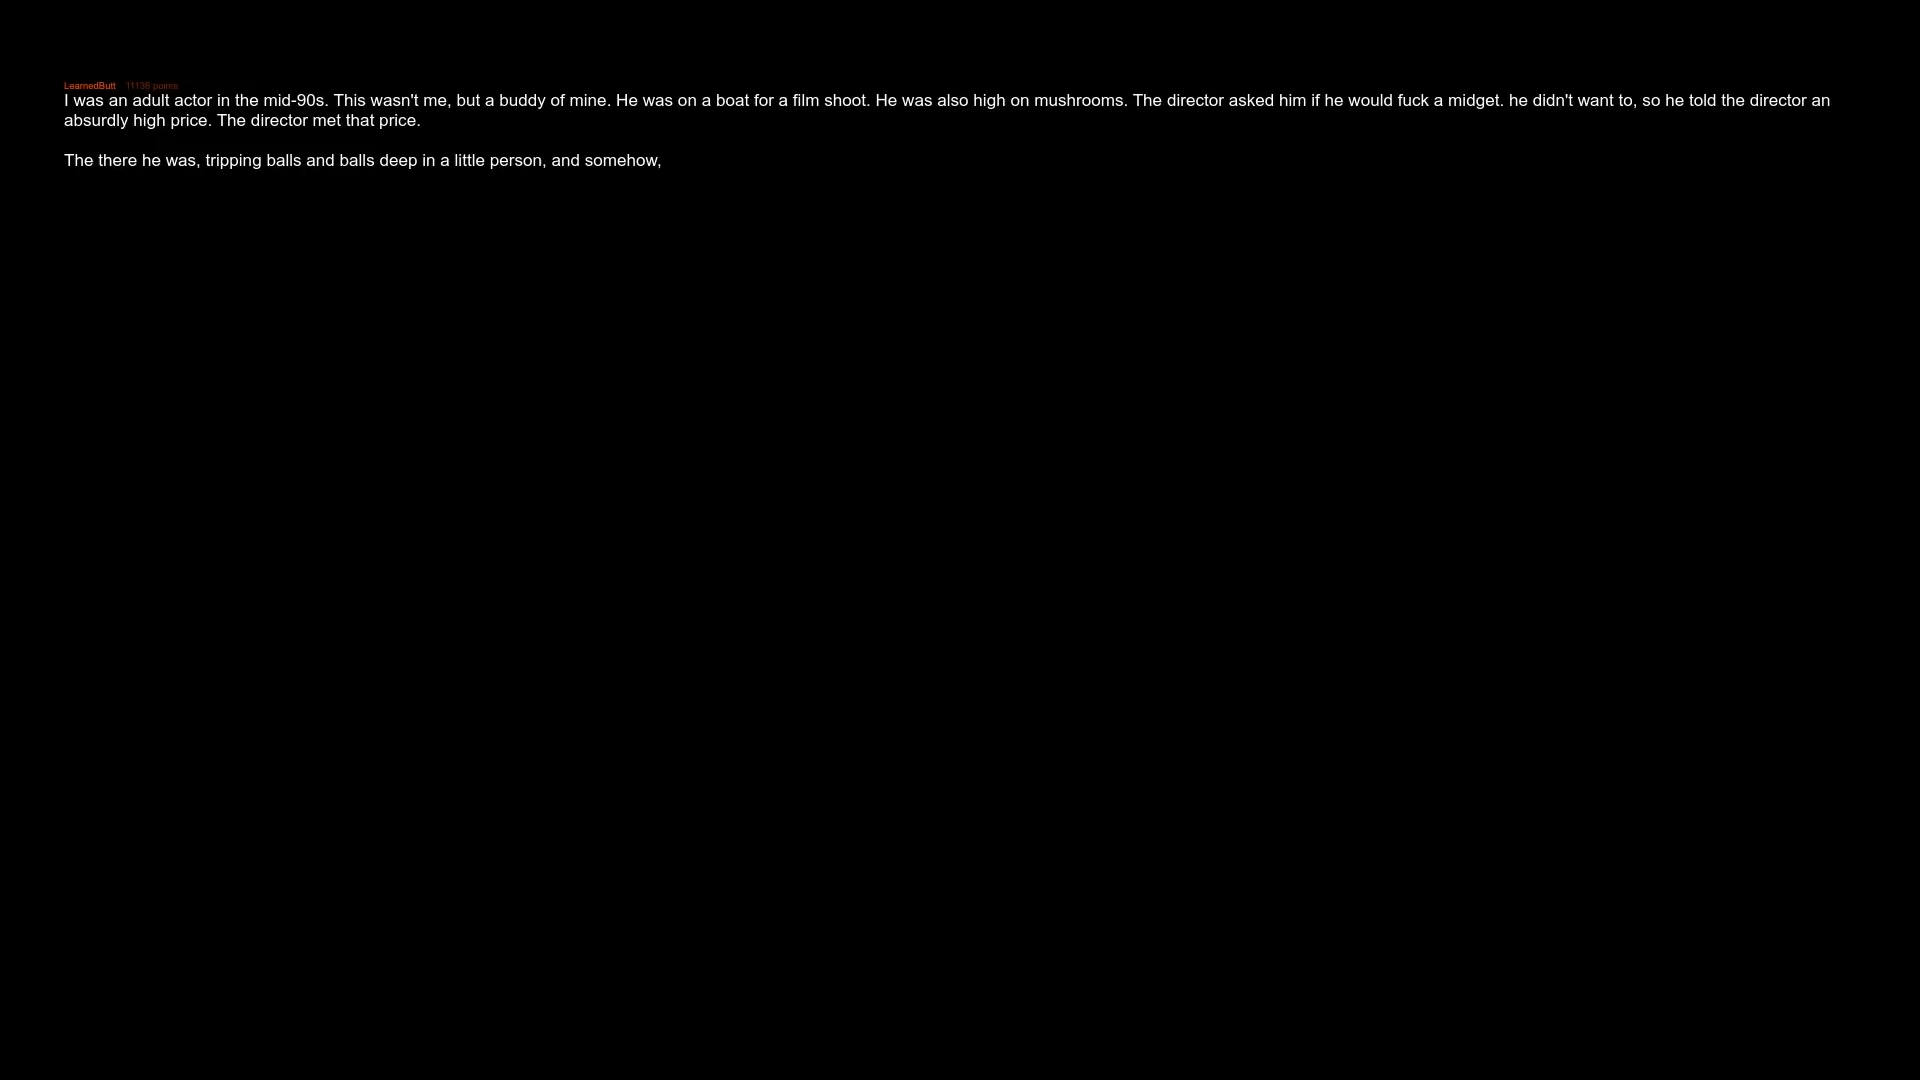 LearnedButt 11136 points
I was an adult actor in the mid-90s. This wasn't me, but a buddy of mine. He was on a boat for a film shoot. He was also high on mushrooms. The director asked him if he would fuck a midget. he didn't want to, so he told the director an
absurdly high price. The director met that price.
The there he was, tripping balls and balls deep in a little person, and somehow,